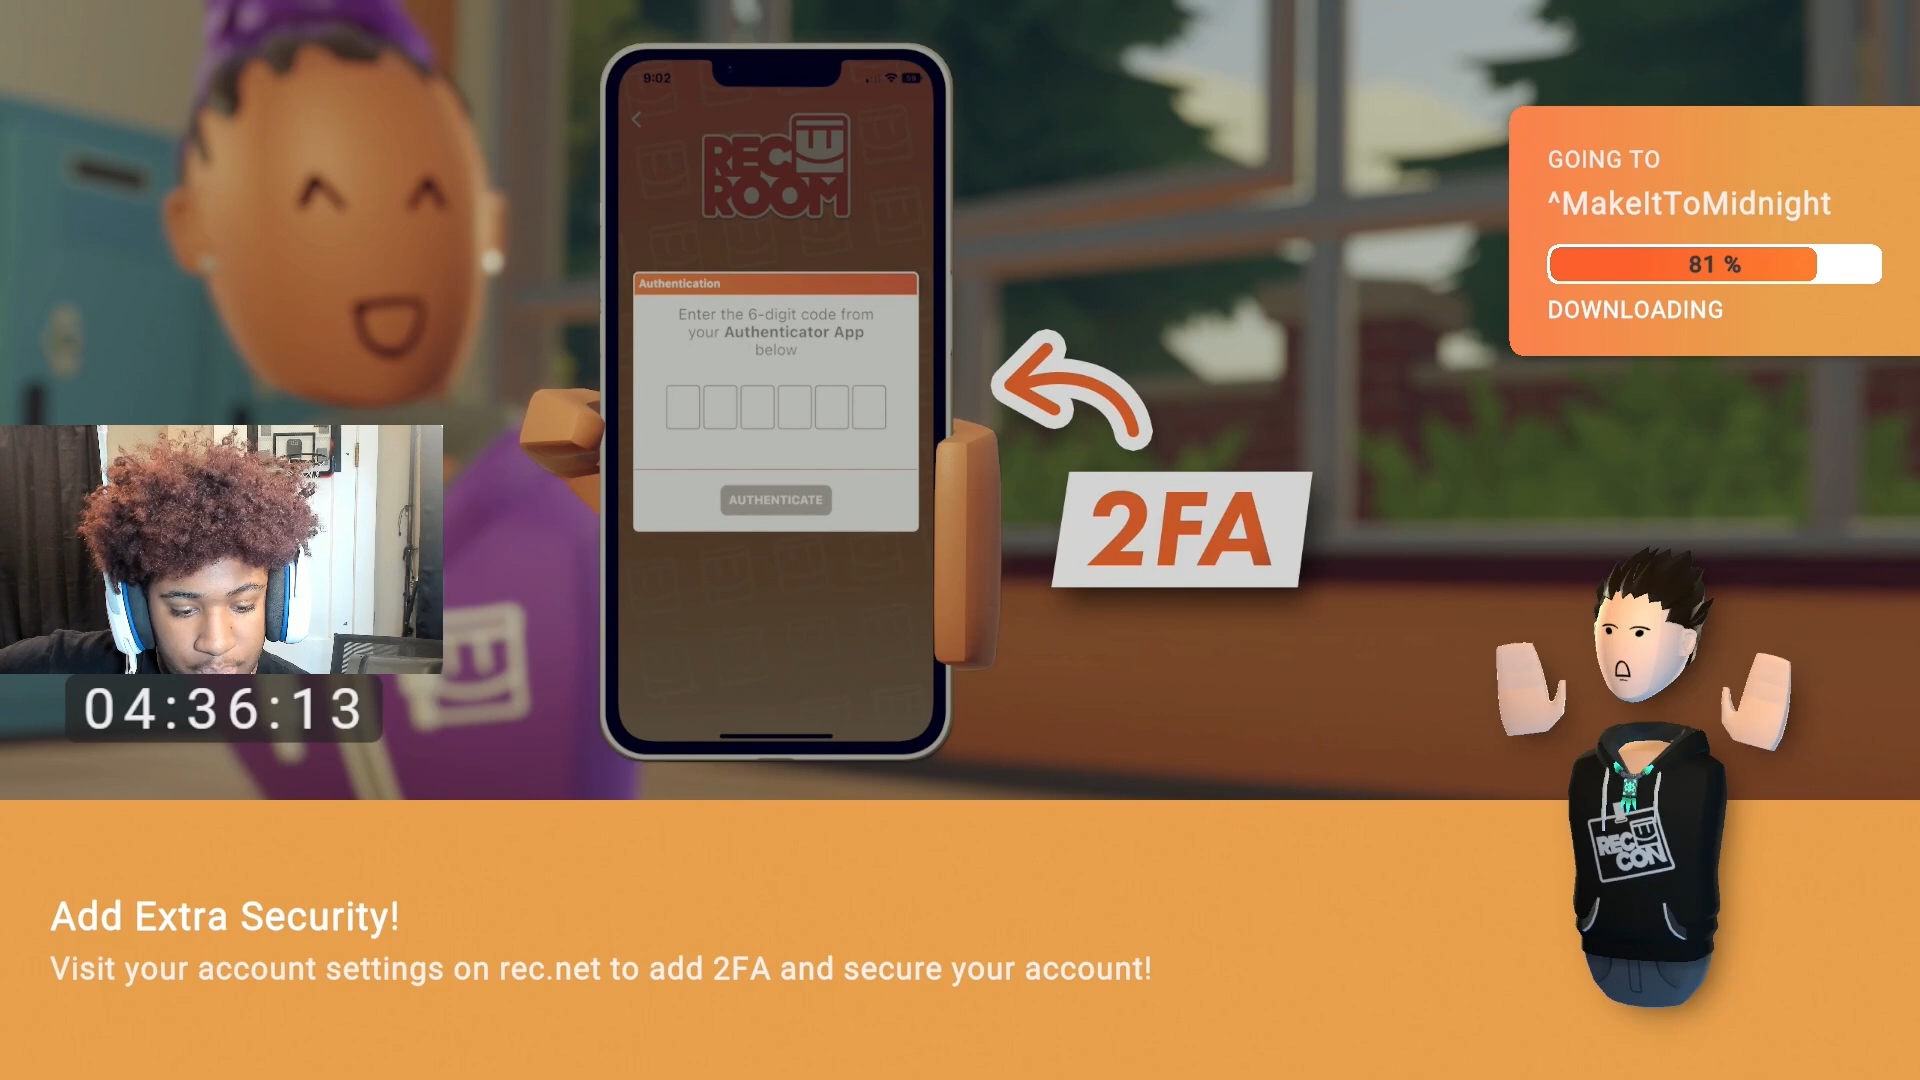 9:02
59
REC
ROOM
Authentication
Enter the 6-digit code from
your Authenticator App
below
AUTHENTICATE
2FA
GOING TO
^MakeItToMidnight
81 %
DOWNLOADING
04:36:13
REC
CON
Add Extra Security!
Visit your account settings on rec.net to add 2FA and secure your account!